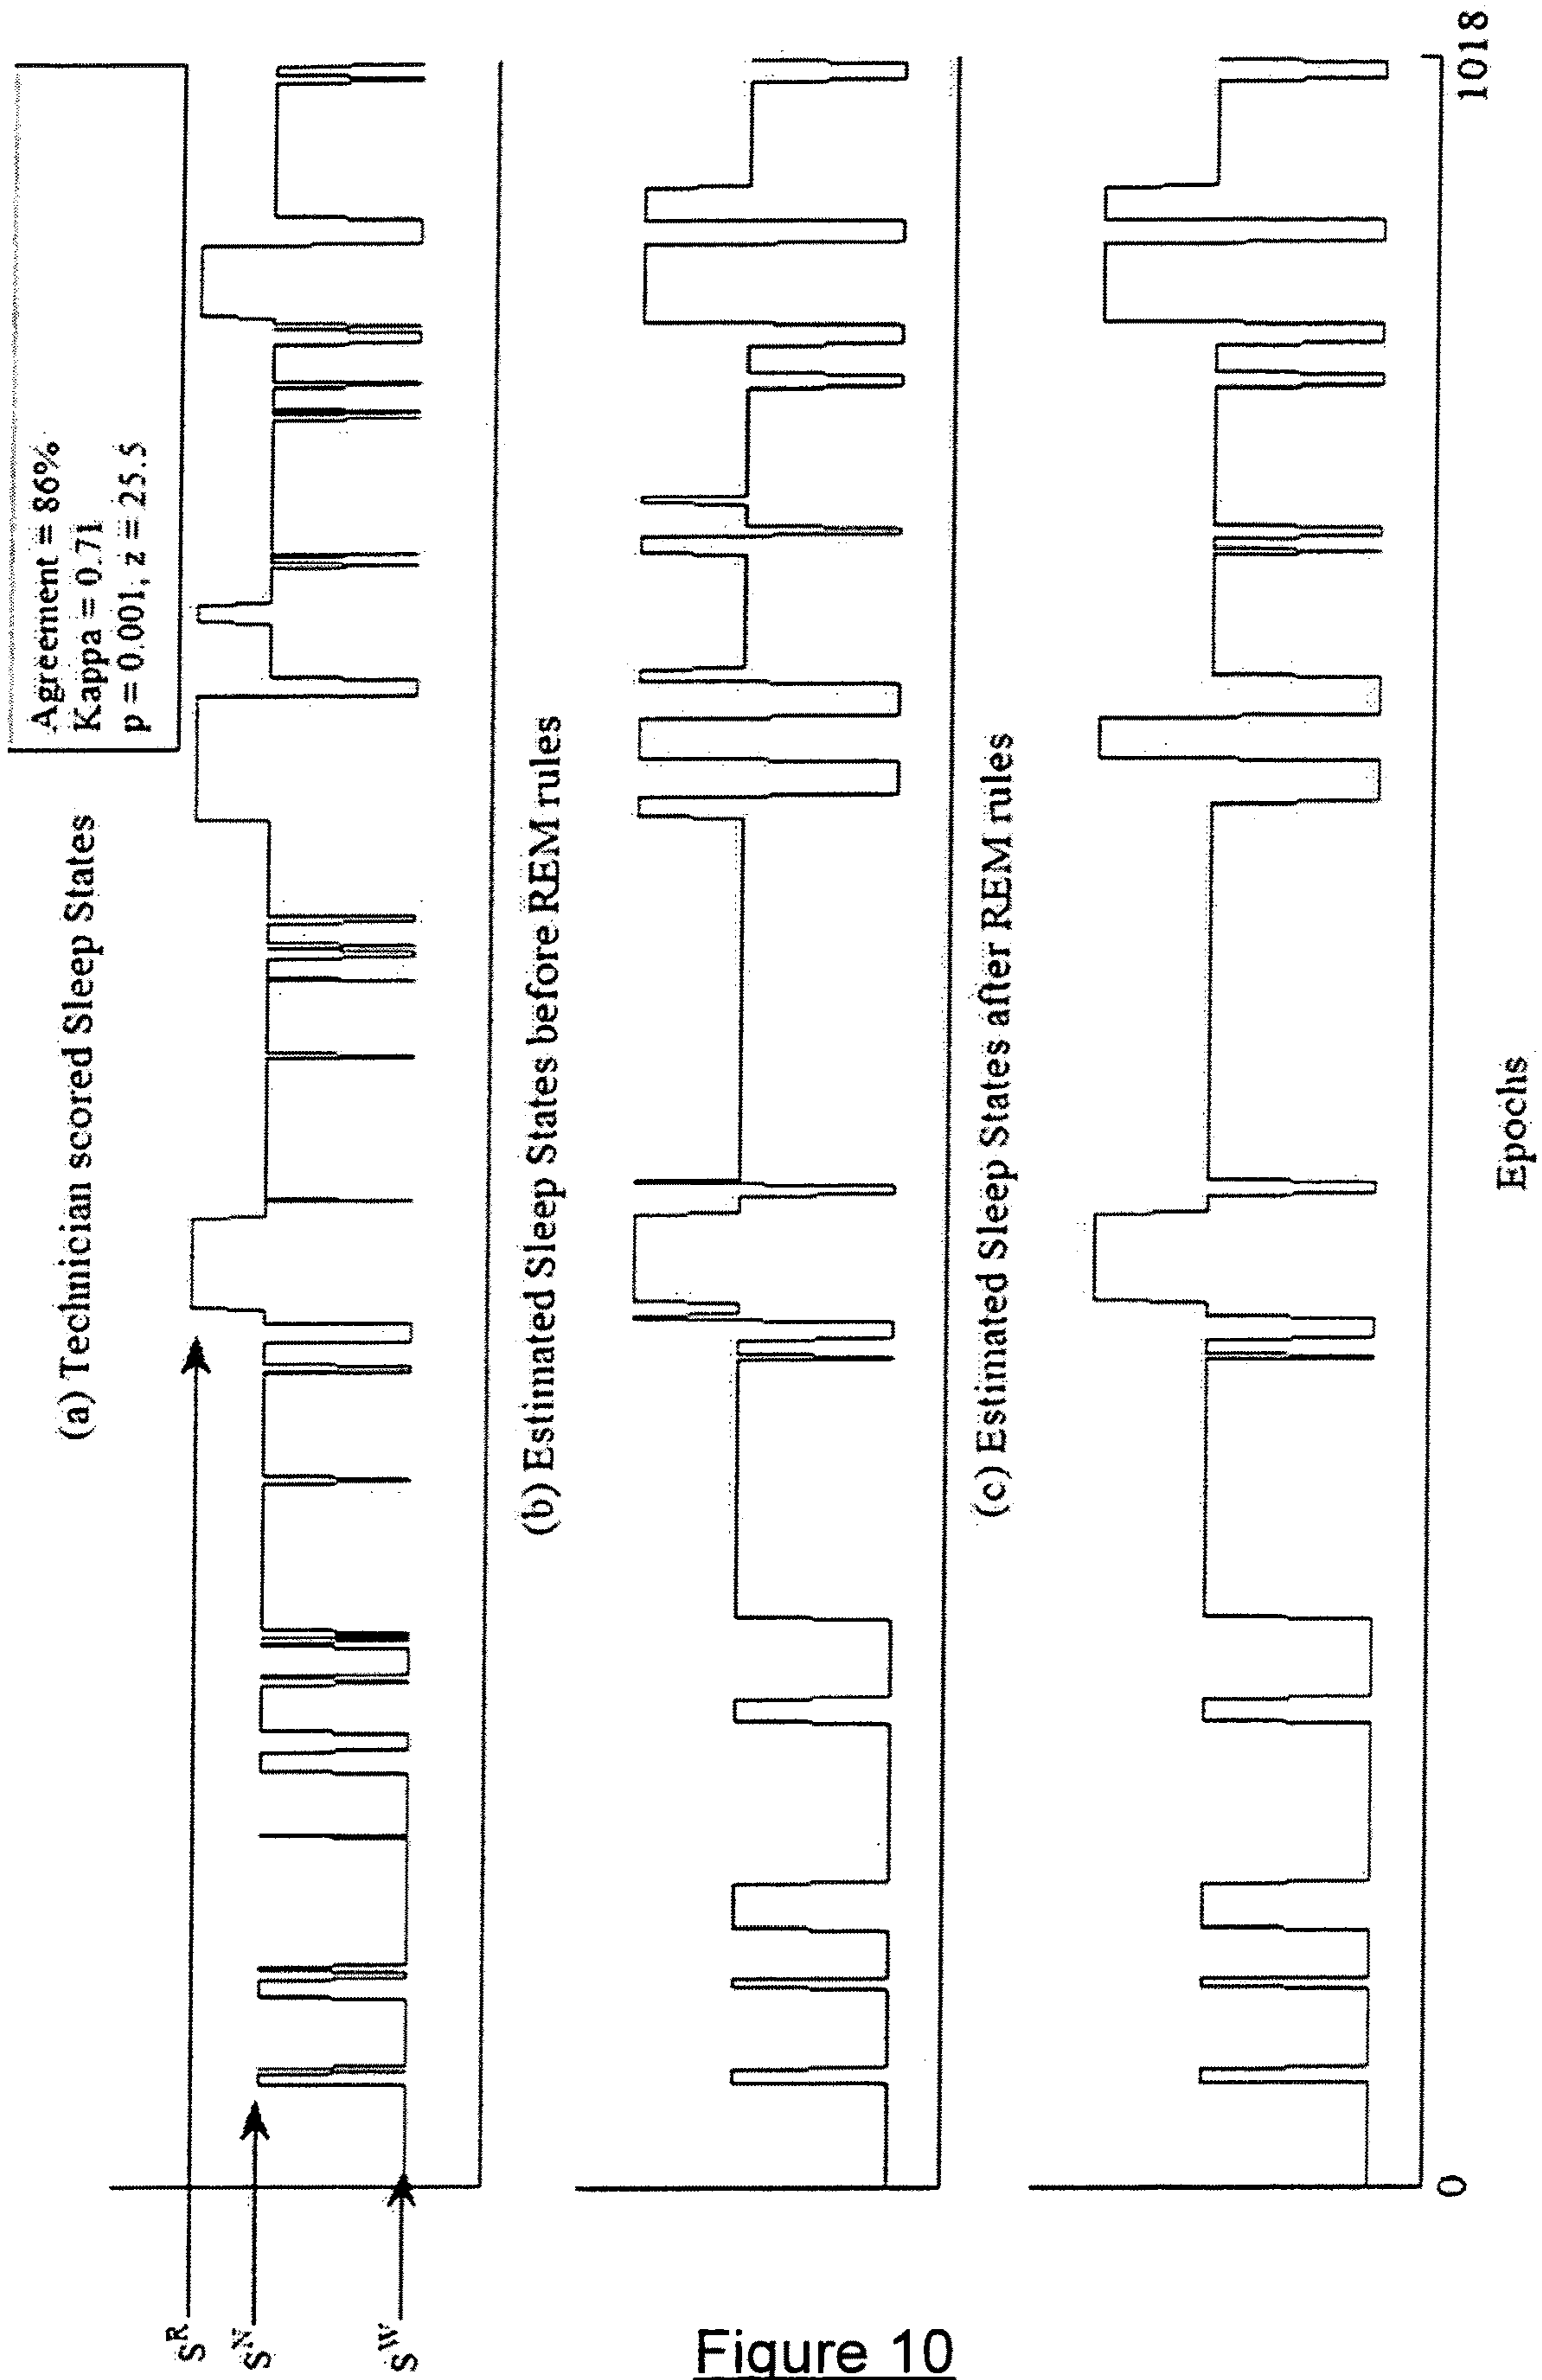 Agreement = 86%
Kappa = 0.71
p = 0.001, z = 25.5
(a) Technician scored Sleep States
S^R
S^N
S^W
(b) Estimated Sleep States before REM rules
(c) Estimated Sleep States after REM rules
0
1018
Epochs
Figure 10